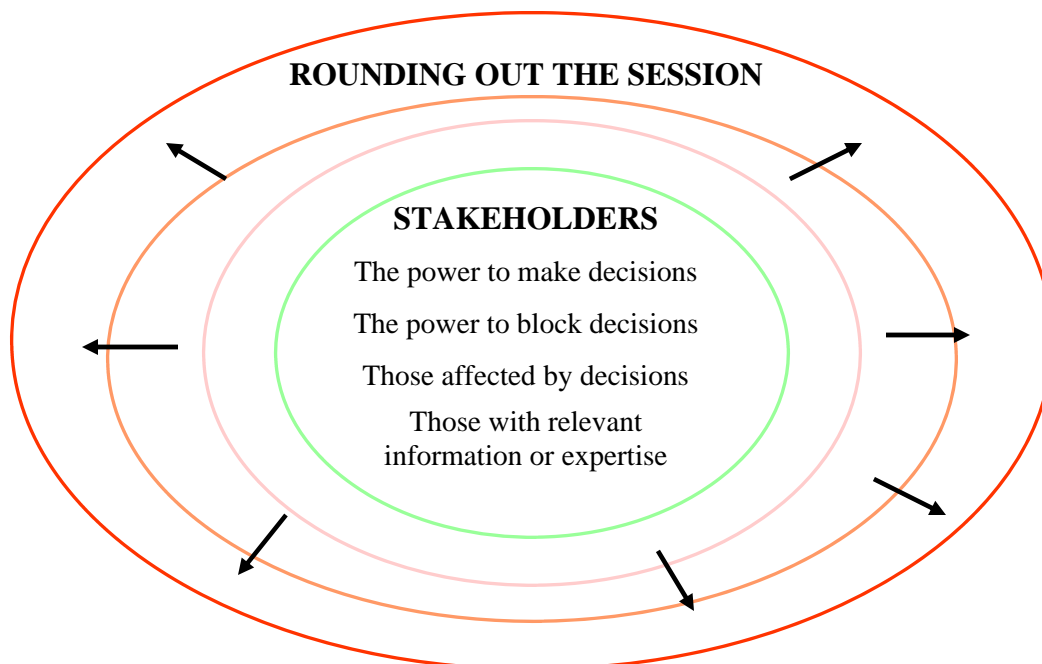 ROUNDING OUT THE SESSION
STAKEHOLDERS
The power to make decisions
The power to block decisions
Those affected by decisions
Those with relevant
information or expertise